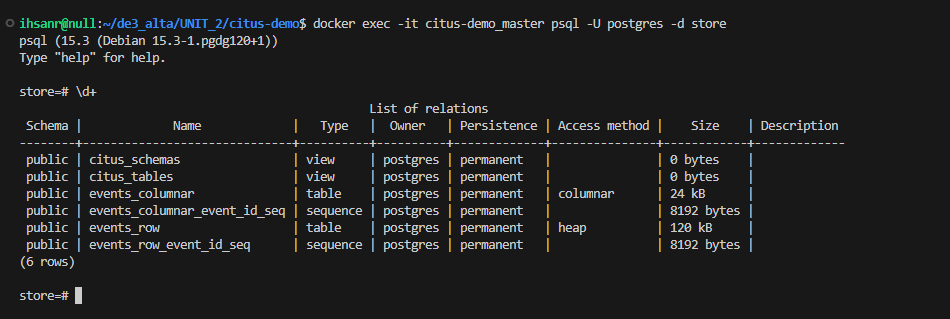 ihsanr@null:~/de3_alta/UNIT_2/citus-demo$ docker exec -it citus-demo_master psql -U postgres -d store
psql (15.3 (Debian 15.3-1.pgdg120+1))
Type "help" for help.

store=# \d+
                                          List of relations
 Schema |             Name              |   Type   |  Owner   | Persistence | Access method |    Size    | Description
--------+-------------------------------+----------+----------+-------------+---------------+------------+-------------
 public | citus_schemas                 | view     | postgres | permanent   |               | 0 bytes    |
 public | citus_tables                  | view     | postgres | permanent   |               | 0 bytes    |
 public | events_columnar               | table    | postgres | permanent   | columnar      | 24 kB      |
 public | events_columnar_event_id_seq | sequence | postgres | permanent   |               | 8192 bytes |
 public | events_row                    | table    | postgres | permanent   | heap          | 120 kB     |
 public | events_row_event_id_seq       | sequence | postgres | permanent   |               | 8192 bytes |
(6 rows)

store=#